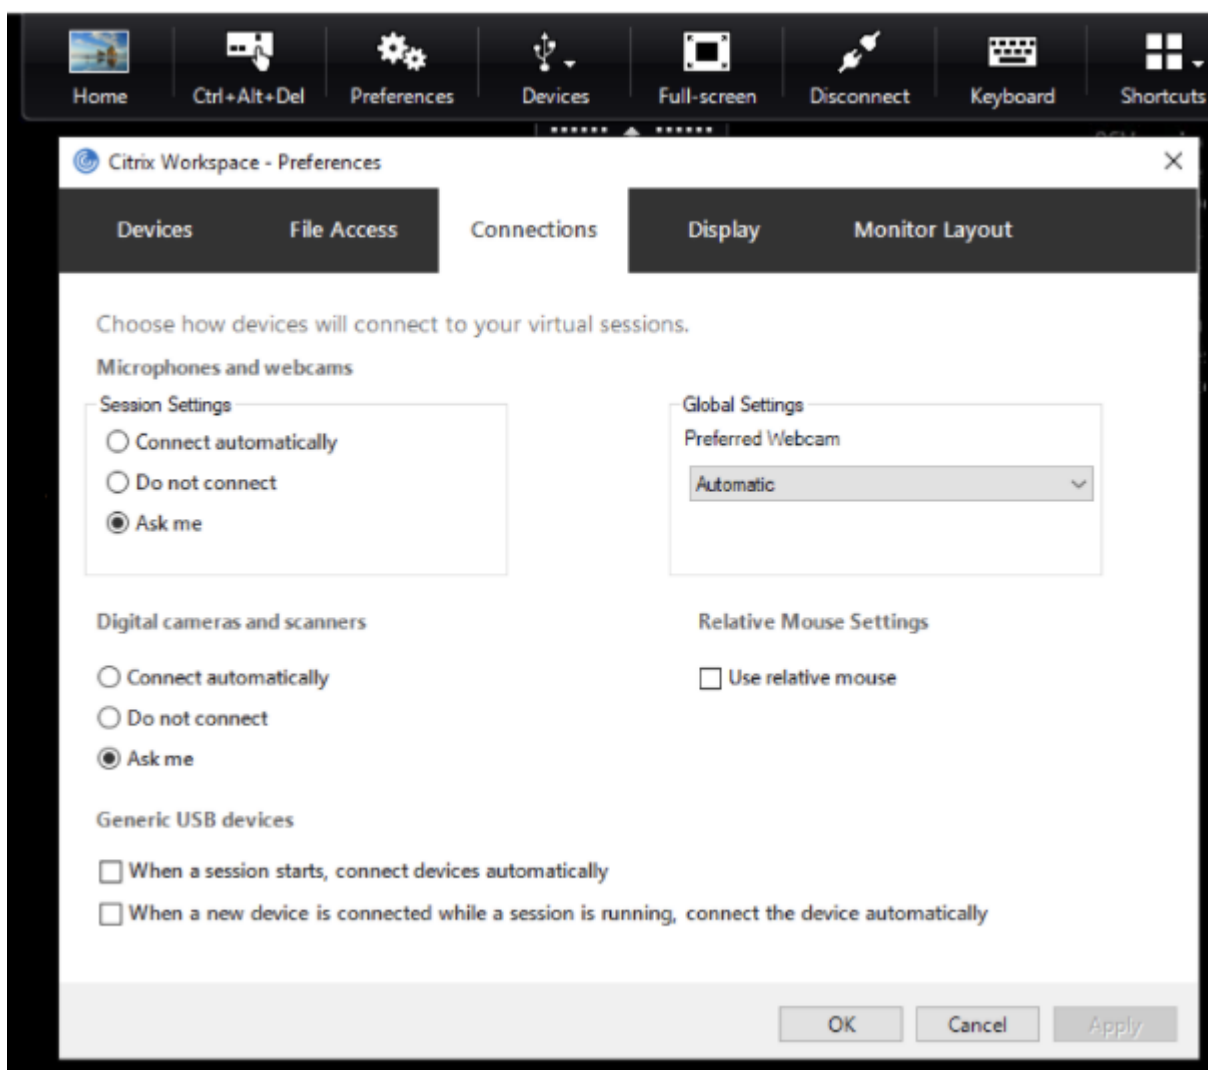 Home Ctrl+Alt+Del Preferences Devices Full-screen Disconnect Keyboard Shortcuts
Citrix Workspace - Preferences
Devices File Access Connections Display Monitor Layout
Choose how devices will connect to your virtual sessions.
Microphones and webcams
Session Settings
Connect automatically
Do not connect
Ask me
Global Settings
Preferred Webcam
Automatic
Digital cameras and scanners
Connect automatically
Do not connect
Ask me
Relative Mouse Settings
Use relative mouse
Generic USB devices
When a session starts, connect devices automatically
When a new device is connected while a session is running, connect the device automatically
OK Cancel Apply